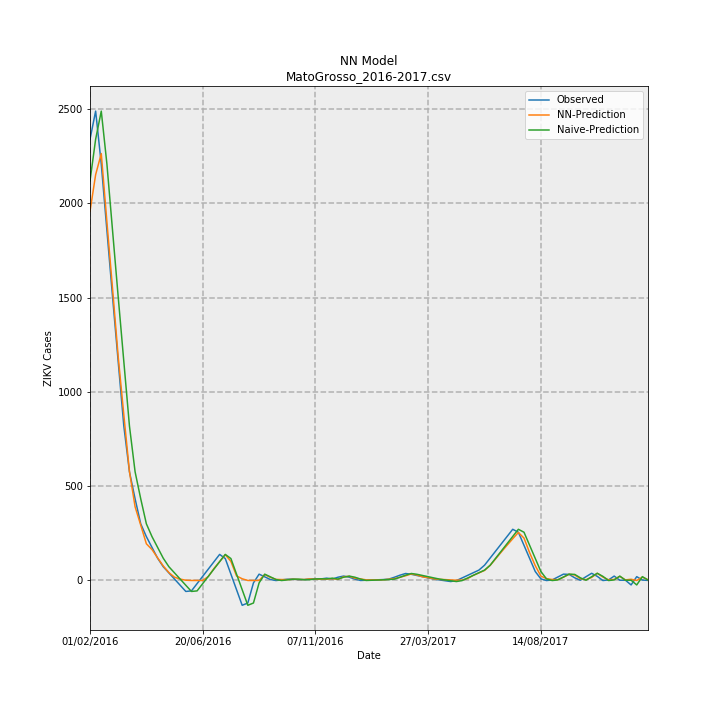 NN Model
MatoGrosso_2016-2017.csv
Observed
NN-Prediction
Naive-Prediction
2500
2000
1500
1000
500
0
ZIKV Cases
01/02/2016
20/06/2016
07/11/2016
27/03/2017
14/08/2017
Date